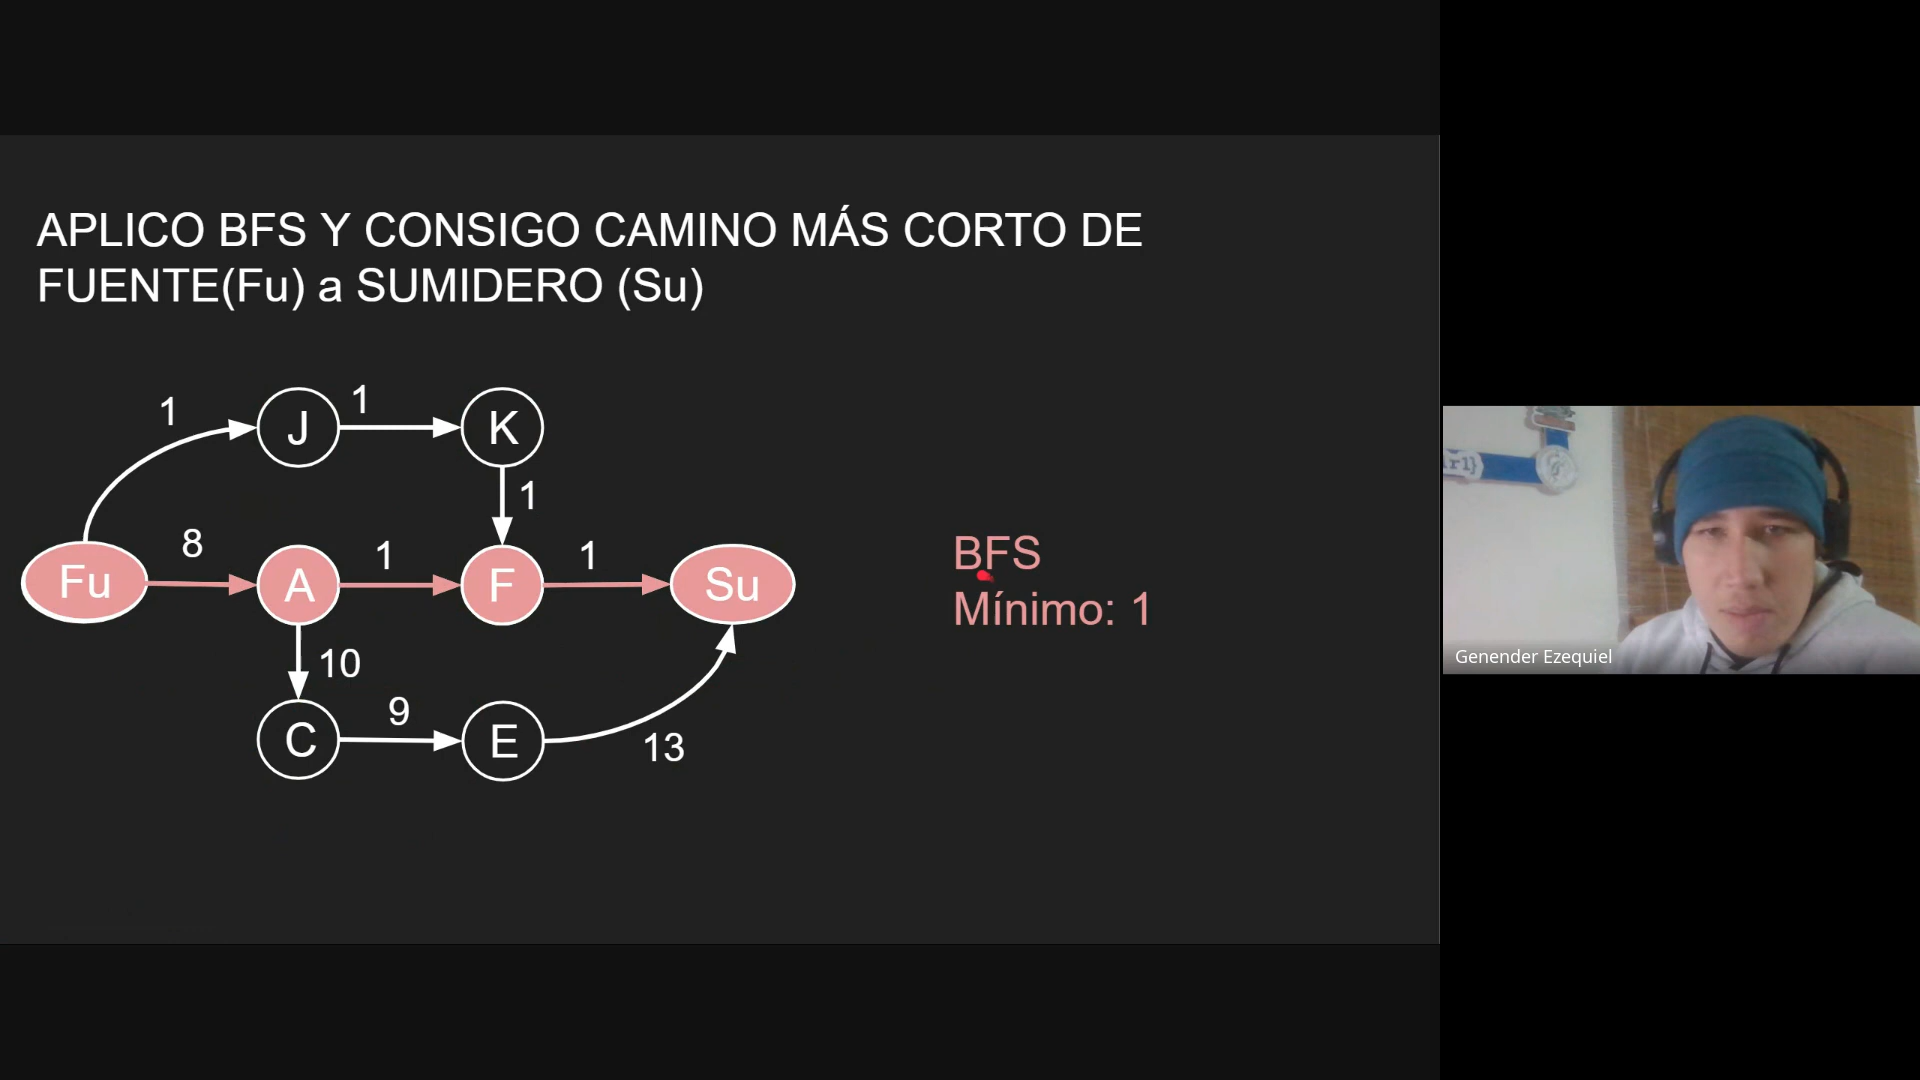 APLICO BFS Y CONSIGO CAMINO MÁS CORTO DE
FUENTE(Fu) a SUMIDERO (Su)
1
J
1
K
1
Fu
8
A
1
F
1
Su
10
C
9
E
13
BFS
Mínimo: 1
Genender Ezequiel